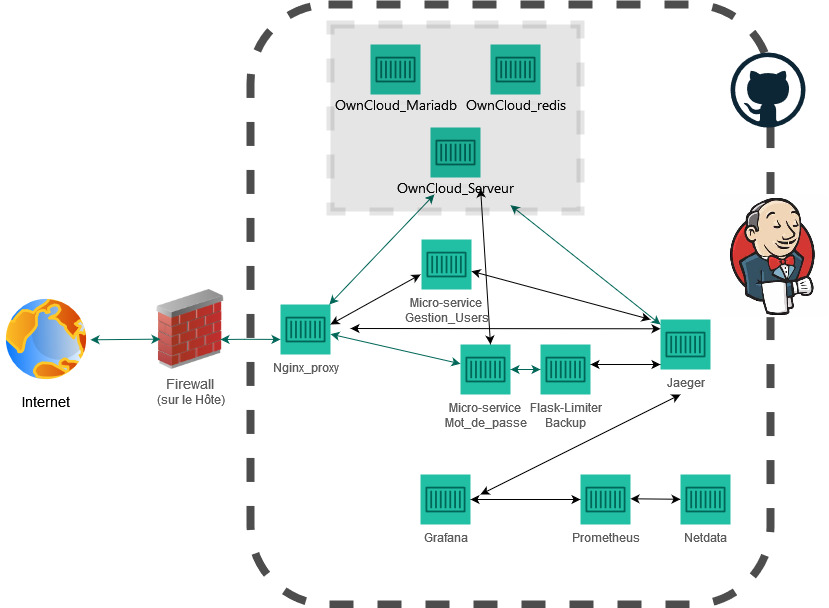 OwnCloud_Mariadb
OwnCloud_redis
OwnCloud_Serveur
Micro-service
Gestion_Users
Internet
Firewall
(sur le Hôte)
Nginx_proxy
Micro-service
Mot_de_passe
Flask-Limiter
Backup
Jaeger
Grafana
Prometheus
Netdata